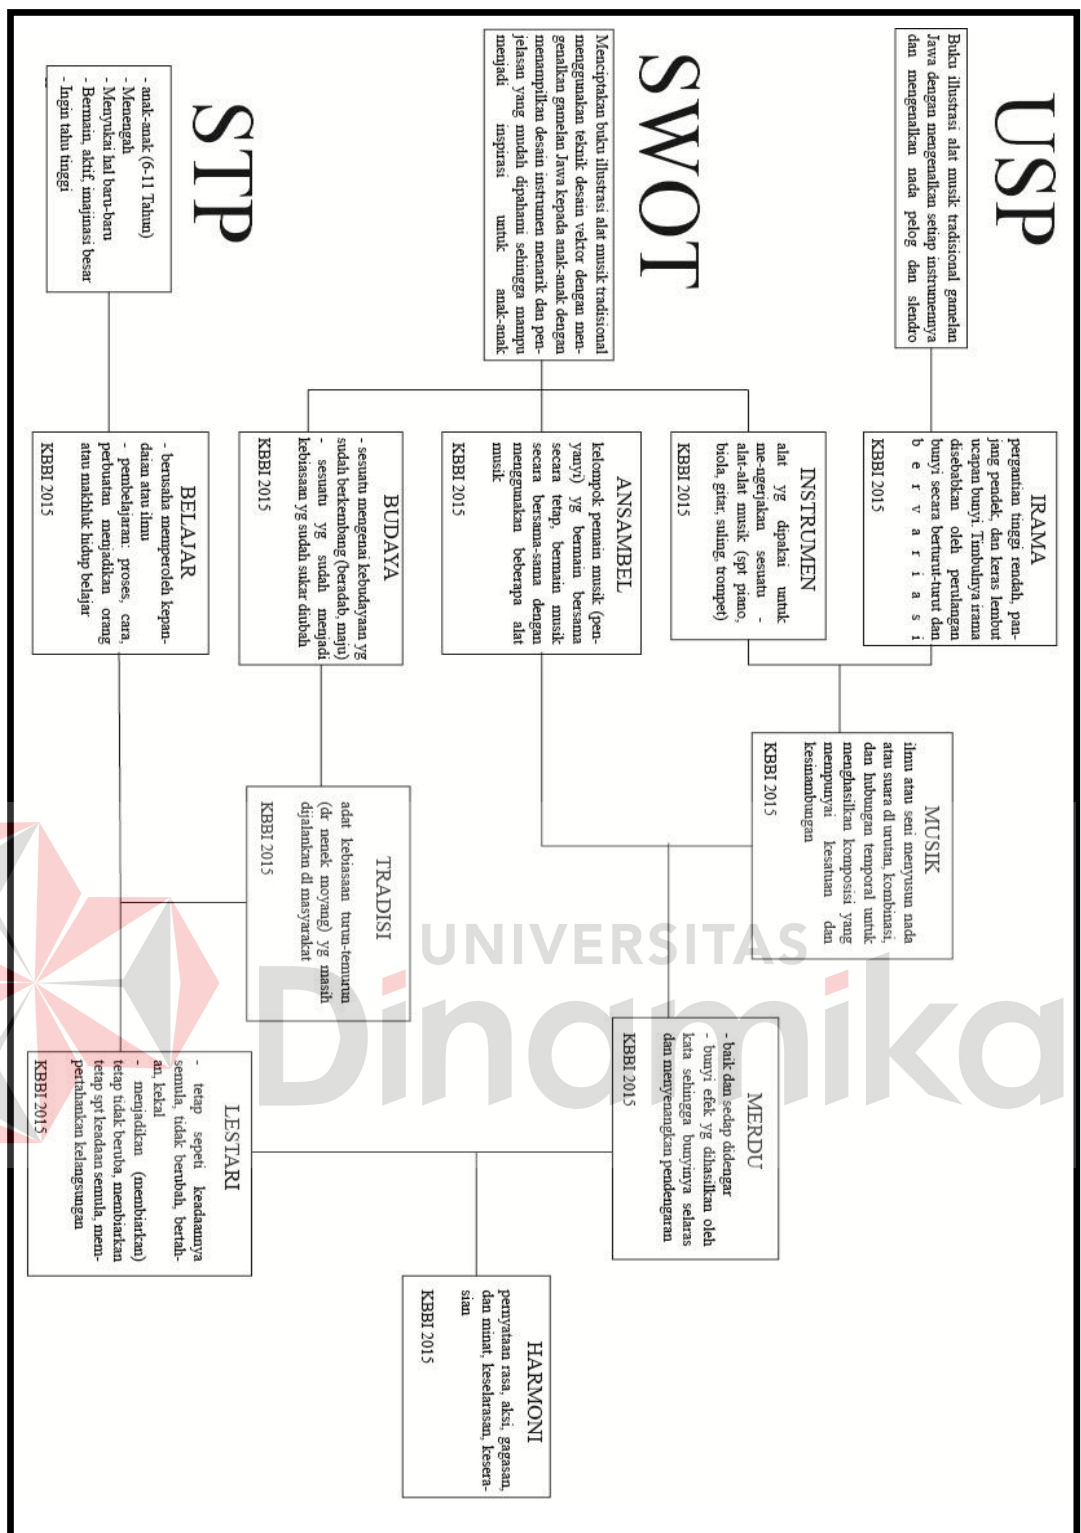 USP
Buku illustrasi alat musik tradisional gamelan
Jawa dengan mengenalkan setiap instrumennya
dan mengenalkan nada pelog dan slendro
IRAMA
pergantian tinggi rendah, pan-
jang pendek, dan keras lembut
ucapan bunyi. Timbulnya irama
disebabkan oleh perulangan
bunyi secara berturut-turut dan
b e r v a r i a s i
KBBI 2015
SWOT
Menciptakan buku illustrasi alat musik tradisional
menggunakan teknik desain vektor dengan men-
genalkan gamelan Jawa kepada anak-anak dengan
menampilkan desain instrumen menarik dan pen-
jelasan yang mudah dipahami sehingga mampu
menjadi inspirasi untuk anak-anak
INSTRUMEN
alat yg dipakai untuk
me-ngerjakan sesuatu -
alat-alat musik (spt piano,
biola, gitar, suling, trompet)
KBBI 2015
ANSAMBEL
kelompok pemain musik (pen-
yanyi) yg bermain bersama
secara tetap, bermain musik
secara bersama-sama dengan
menggunakan beberapa alat
musik
KBBI 2015
BUDAYA
- sesuatu mengenai kebudayaan yg
sudah berkembang (beradab, maju)
- sesuatu yg sudah menjadi
kebiasaan yg sudah sukar diubah
KBBI 2015
STP
- anak-anak (6-11 Tahun)
- Menengah
- Menyukai hal baru-baru
- Bermain, aktif, imajinasi besar
- Ingin tahu tinggi
BELAJAR
- berusaha memperoleh kepan-
daian atau ilmu
- pembelajaran: proses, cara,
perbuatan menjadikan orang
atau makhluk hidup belajar
KBBI 2015
MUSIK
ilmu atau seni menyusun nada
atau suara dl urutan, kombinasi,
dan hubungan temporal untuk
menghasilkan komposisi yang
mempunyai kesatuan dan
kesinambungan
KBBI 2015
TRADISI
adat kebiasaan turun-temurun
(dr nenek moyang) yg masih
dijalankan dl masyarakat
KBBI 2015
MERDU
- baik dan sedap didengar
- bunyi efek yg dihasilkan oleh
kata sehingga bunyinya selaras
dan menyenangkan pendengaran
KBBI 2015
LESTARI
- tetap sepeti keadaannya
semula, tidak berubah, bertah-
an, kekal
- menjadikan (membiarkan)
tetap tidak beruba, membiarkan
tetap spt keadaan semula, mem-
pertahankan kelangsungan
KBBI 2015
HARMONI
pernyataan rasa, aksi, gagasan,
dan minat, keselarasan, kesera-
sian
KBBI 2015
UNIVERSITAS
Dinamika